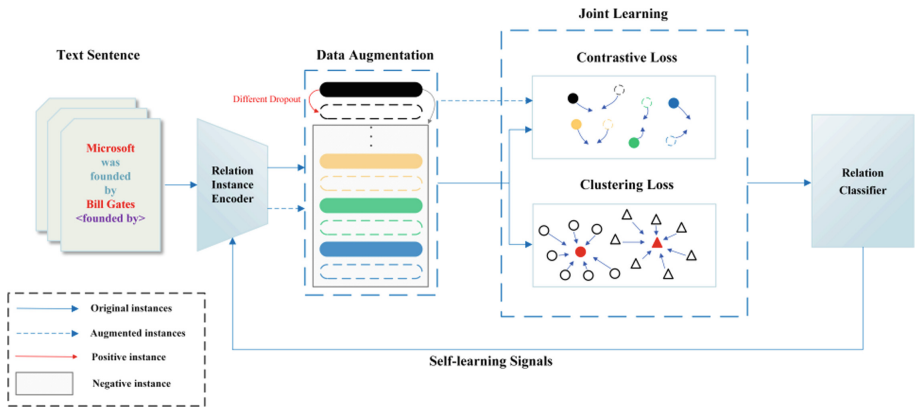 Joint Learning
Text Sentence
Data Augmentation
Contrastive Loss
Different Dropout
Microsoft
was
founded
by
Bill Gates
<founded by>
Relation
Instance
Encoder
Clustering Loss
Relation
Classifier
Original instances
Augmented instances
Positive instance
Negative instance
Self-learning Signals